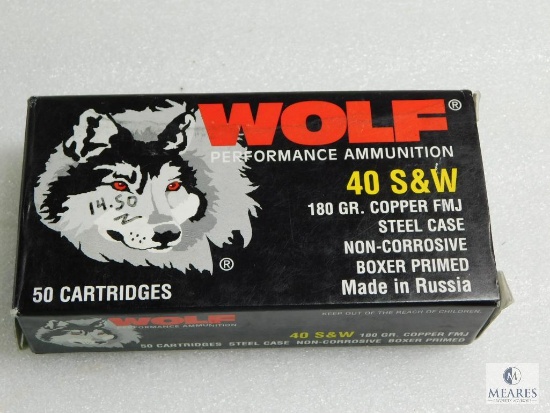 WOLF®
PERFORMANCE AMMUNITION
40 S&W
180 GR. COPPER FMJ
STEEL CASE
NON-CORROSIVE
BOXER PRIMED
Made in Russia
14.50
N
®
50 CARTRIDGES
KEEP OUT OF THE REACH OF CHILDREN.
WOLF
PERFORMANCE AMMUNITION
40 S&W 180 GR. COPPER FMJ
50 CARTRIDGES STEEL CASE NON-CORROSIVE BOXER PRIMED
M
MEARES